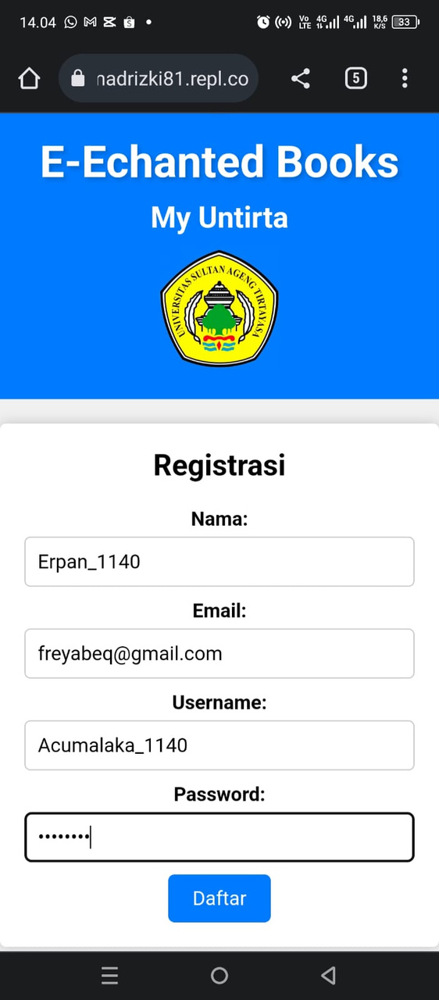 14.04
Vo LTE 4G 4G 18,6 K/S 33
nadrizki81.repl.co
5
E-Echanted Books
My Untirta
UNIVERSITAS SULTAN AGENG TIRTAYASA
Registrasi
Nama:
Erpan_1140
Email:
freyabeq@gmail.com
Username:
Acumalaka_1140
Password:
••••••••
Daftar